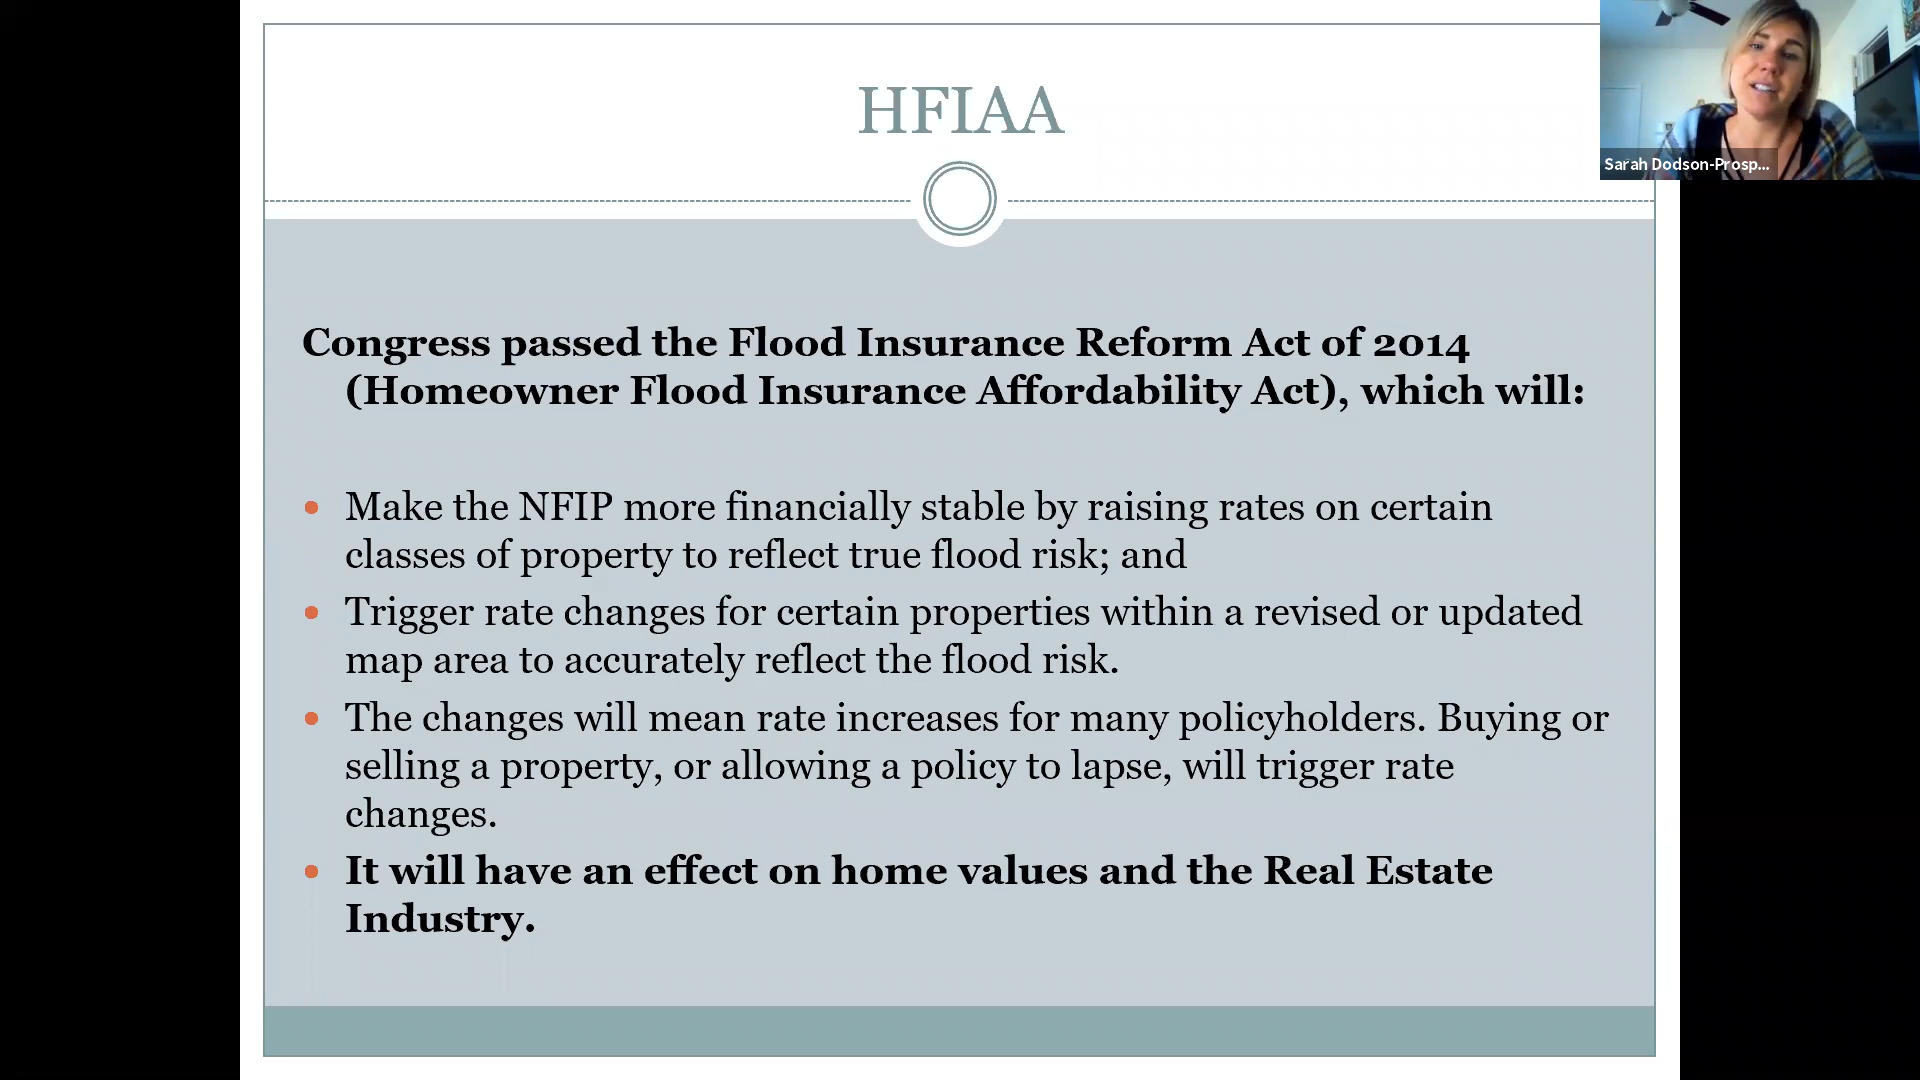 HFIAA
Sarah Dodson-Prosp...
Congress passed the Flood Insurance Reform Act of 2014
(Homeowner Flood Insurance Affordability Act), which will:
• Make the NFIP more financially stable by raising rates on certain
classes of property to reflect true flood risk; and
• Trigger rate changes for certain properties within a revised or updated
map area to accurately reflect the flood risk.
• The changes will mean rate increases for many policyholders. Buying or
selling a property, or allowing a policy to lapse, will trigger rate
changes.
• It will have an effect on home values and the Real Estate
Industry.